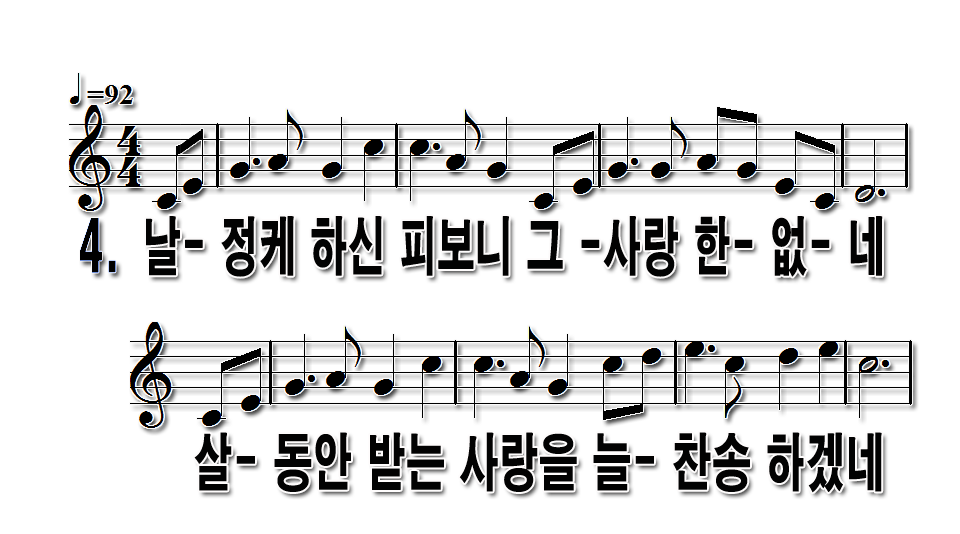 ♩=92
4. 날- 정케 하신 피보니 그 -사랑 한- 없- 네
살- 동안 받는 사랑을 늘- 찬송 하겠네